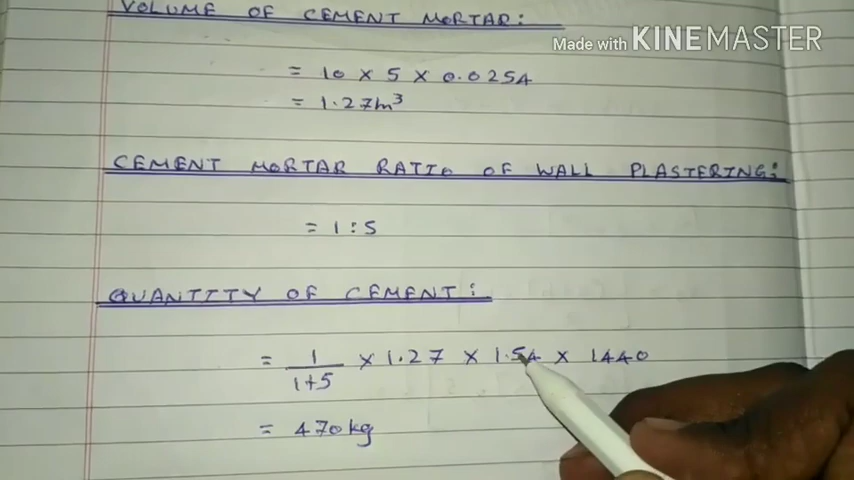 VOLUME OF CEMENT MORTAR:
Made with KINEMASTER
= 10 × 5 × 0.0254
= 1.27m³
CEMENT MORTAR RATIO OF WALL PLASTERING:
= 1:5
QUANTITY OF CEMENT:
= 1/1+5 × 1.27 × 1.54 × 1440
= 470kg